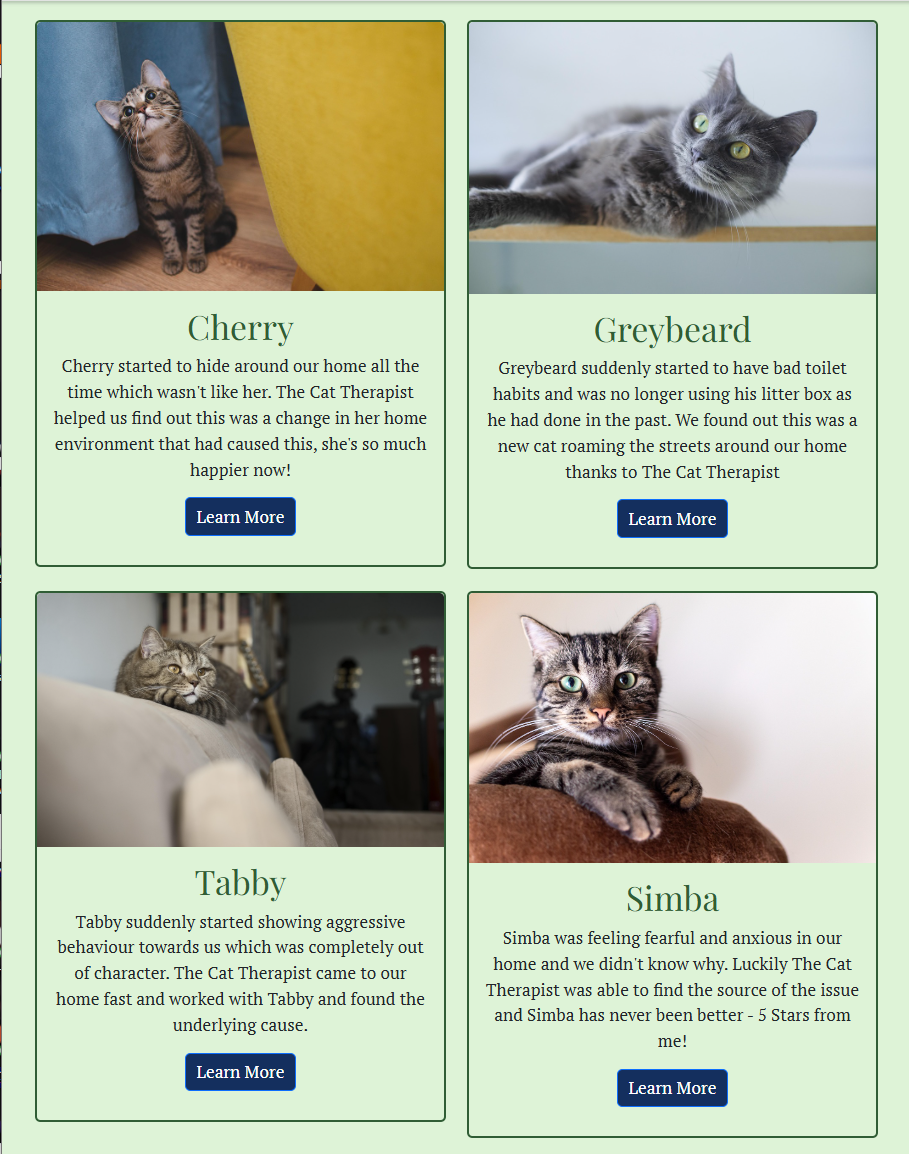 Cherry
Cherry started to hide around our home all the
time which wasn't like her. The Cat Therapist
helped us find out this was a change in her home
environment that had caused this, she's so much
happier now!
Learn More
Greybeard
Greybeard suddenly started to have bad toilet
habits and was no longer using his litter box as
he had done in the past. We found out this was a
new cat roaming the streets around our home
thanks to The Cat Therapist
Learn More
Tabby
Tabby suddenly started showing aggressive
behaviour towards us which was completely out
of character. The Cat Therapist came to our
home fast and worked with Tabby and found the
underlying cause.
Learn More
Simba
Simba was feeling fearful and anxious in our
home and we didn't know why. Luckily The Cat
Therapist was able to find the source of the issue
and Simba has never been better - 5 Stars from
me!
Learn More